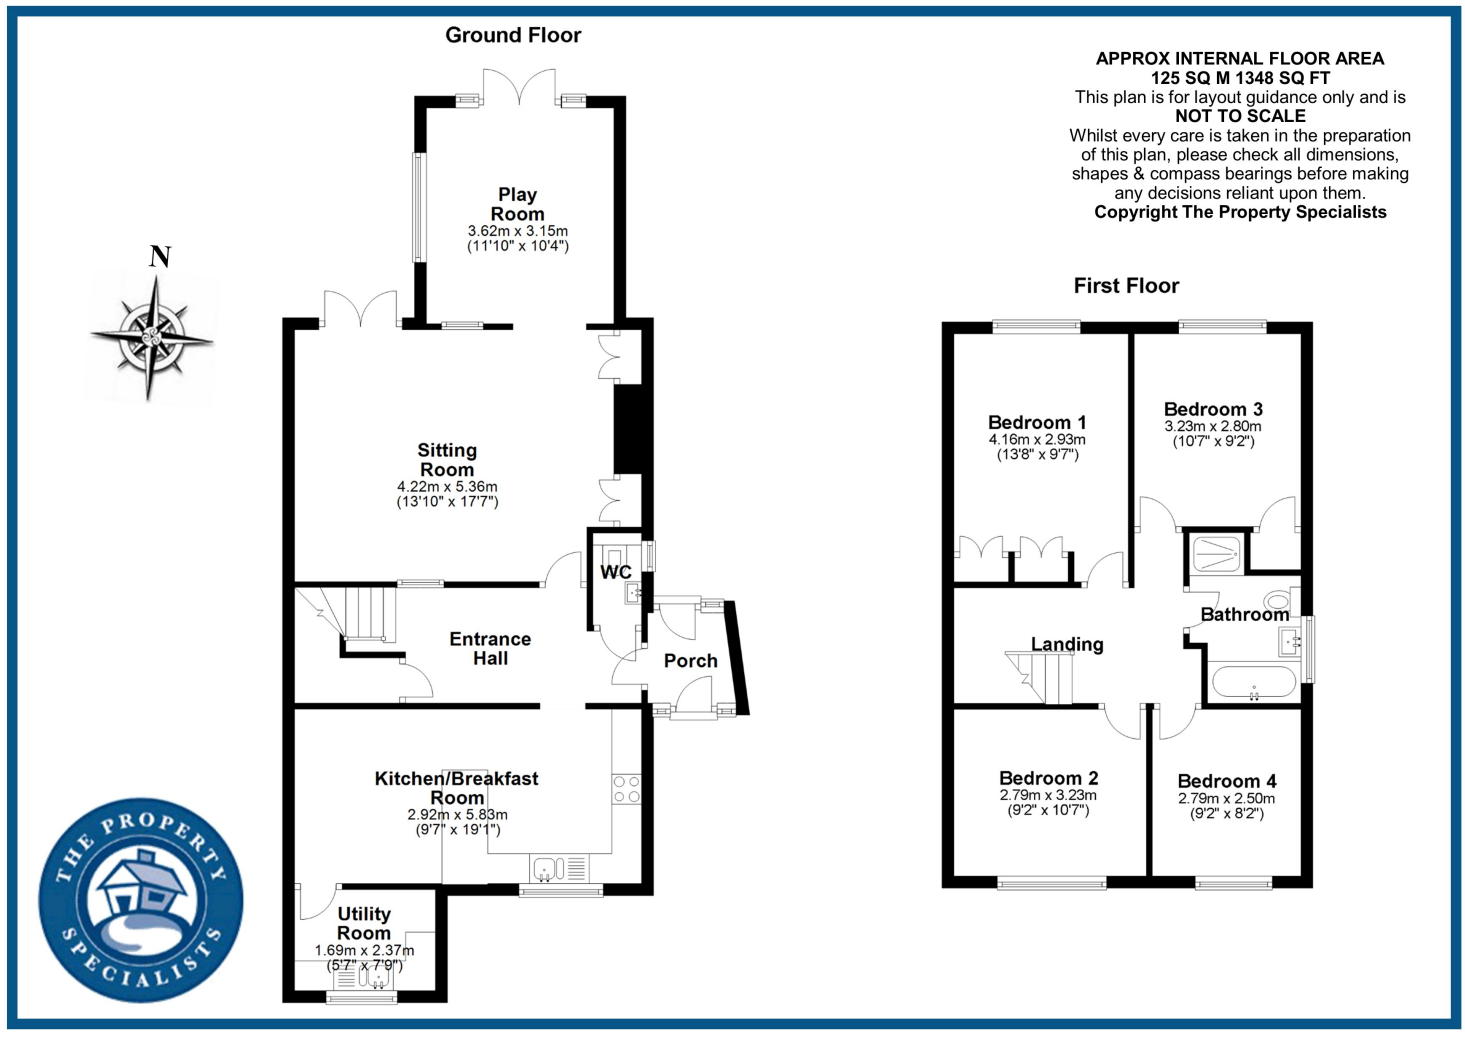 Ground Floor
APPROX INTERNAL FLOOR AREA
125 SQ M 1348 SQ FT
This plan is for layout guidance only and is
NOT TO SCALE
Whilst every care is taken in the preparation
of this plan, please check all dimensions,
shapes & compass bearings before making
any decisions reliant upon them.
Copyright The Property Specialists
Play
Room
3.62m x 3.15m
(11'10" x 10'4")
N
First Floor
Sitting
Room
4.22m x 5.36m
(13'10" x 17'7")
Bedroom 1
4.16m x 2.93m
(13'8" x 9'7")
Bedroom 3
3.23m x 2.80m
(10'7" x 9'2")
WC
Entrance
Hall
Porch
Landing
Bathroom
Kitchen/Breakfast
Room
2.92m x 5.83m
(9'7" x 19'1")
Bedroom 2
2.79m x 3.23m
(9'2" x 10'7")
Bedroom 4
2.79m x 2.50m
(9'2" x 8'2")
Utility
Room
1.69m x 2.37m
(5'7" x 7'9")
THE PROPERTY
SPECIALISTS